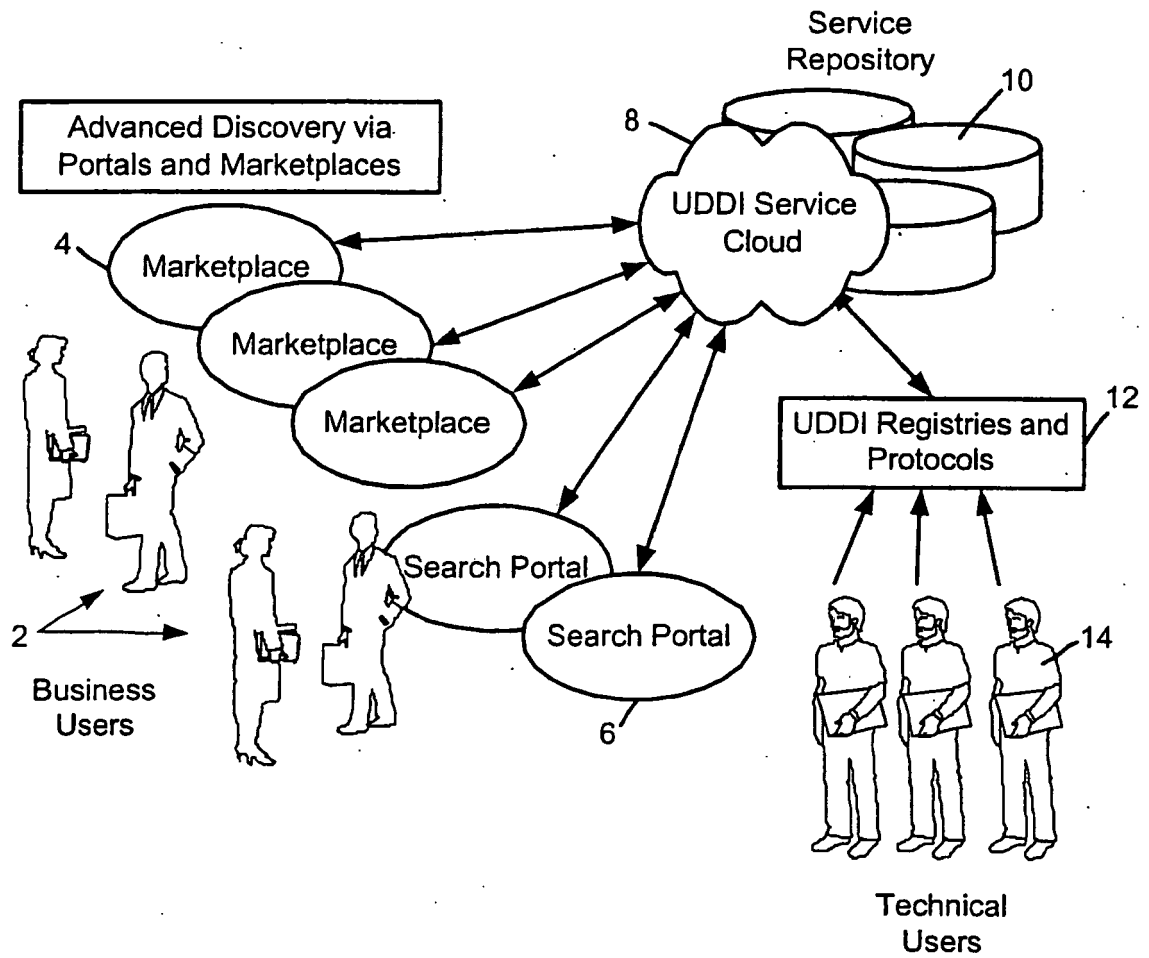 Service
Repository
10
8
Advanced Discovery via
Portals and Marketplaces
UDDI Service
Cloud
4
Marketplace
Marketplace
Marketplace
12
UDDI Registries and
Protocols
Search Portal
Search Portal
2
14
Business
Users
6
Technical
Users